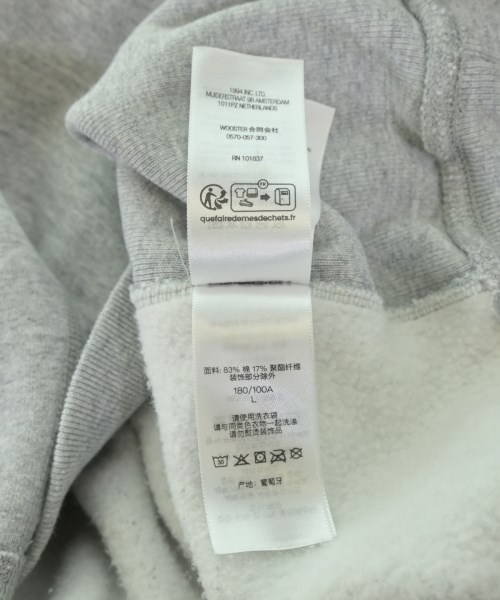 1994 INC. LTD.
MUIDERSTRAAT 9B AMSTERDAM
1011PZ NETHERLANDS
WOOSTER 合同会社
0570-057-300
RN 101837
FR
quefairedemesdechets.fr
面料: 83% 棉 17% 聚酯纤维
装饰部分除外
180/100A
L
请使用洗衣袋
请与同类色衣物一起洗涤
请勿熨烫装饰品
30
产地: 葡萄牙